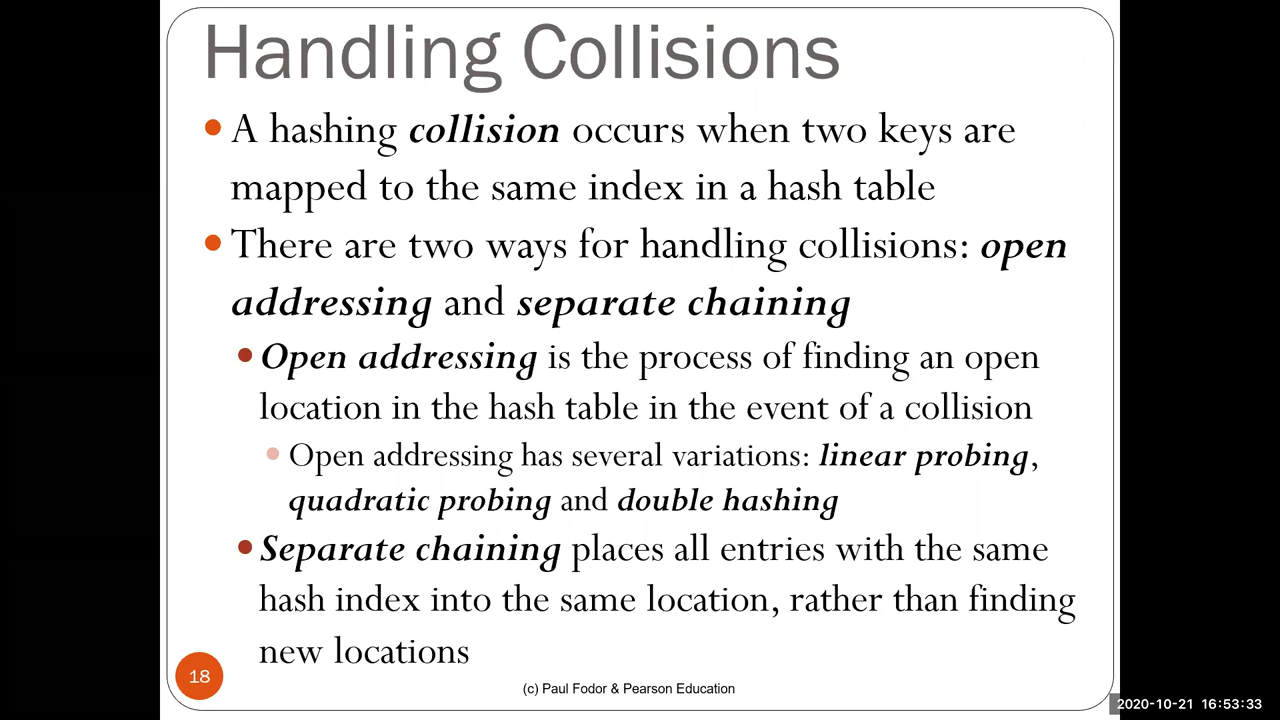 Handling Collisions
A hashing collision occurs when two keys are
mapped to the same index in a hash table
There are two ways for handling collisions: open
addressing and separate chaining
Open addressing is the process of finding an open
location in the hash table in the event of a collision
Open addressing has several variations: linear probing,
quadratic probing and double hashing
Separate chaining places all entries with the same
hash index into the same location, rather than finding
new locations
18
(c) Paul Fodor & Pearson Education
2020-10-21 16:53:33